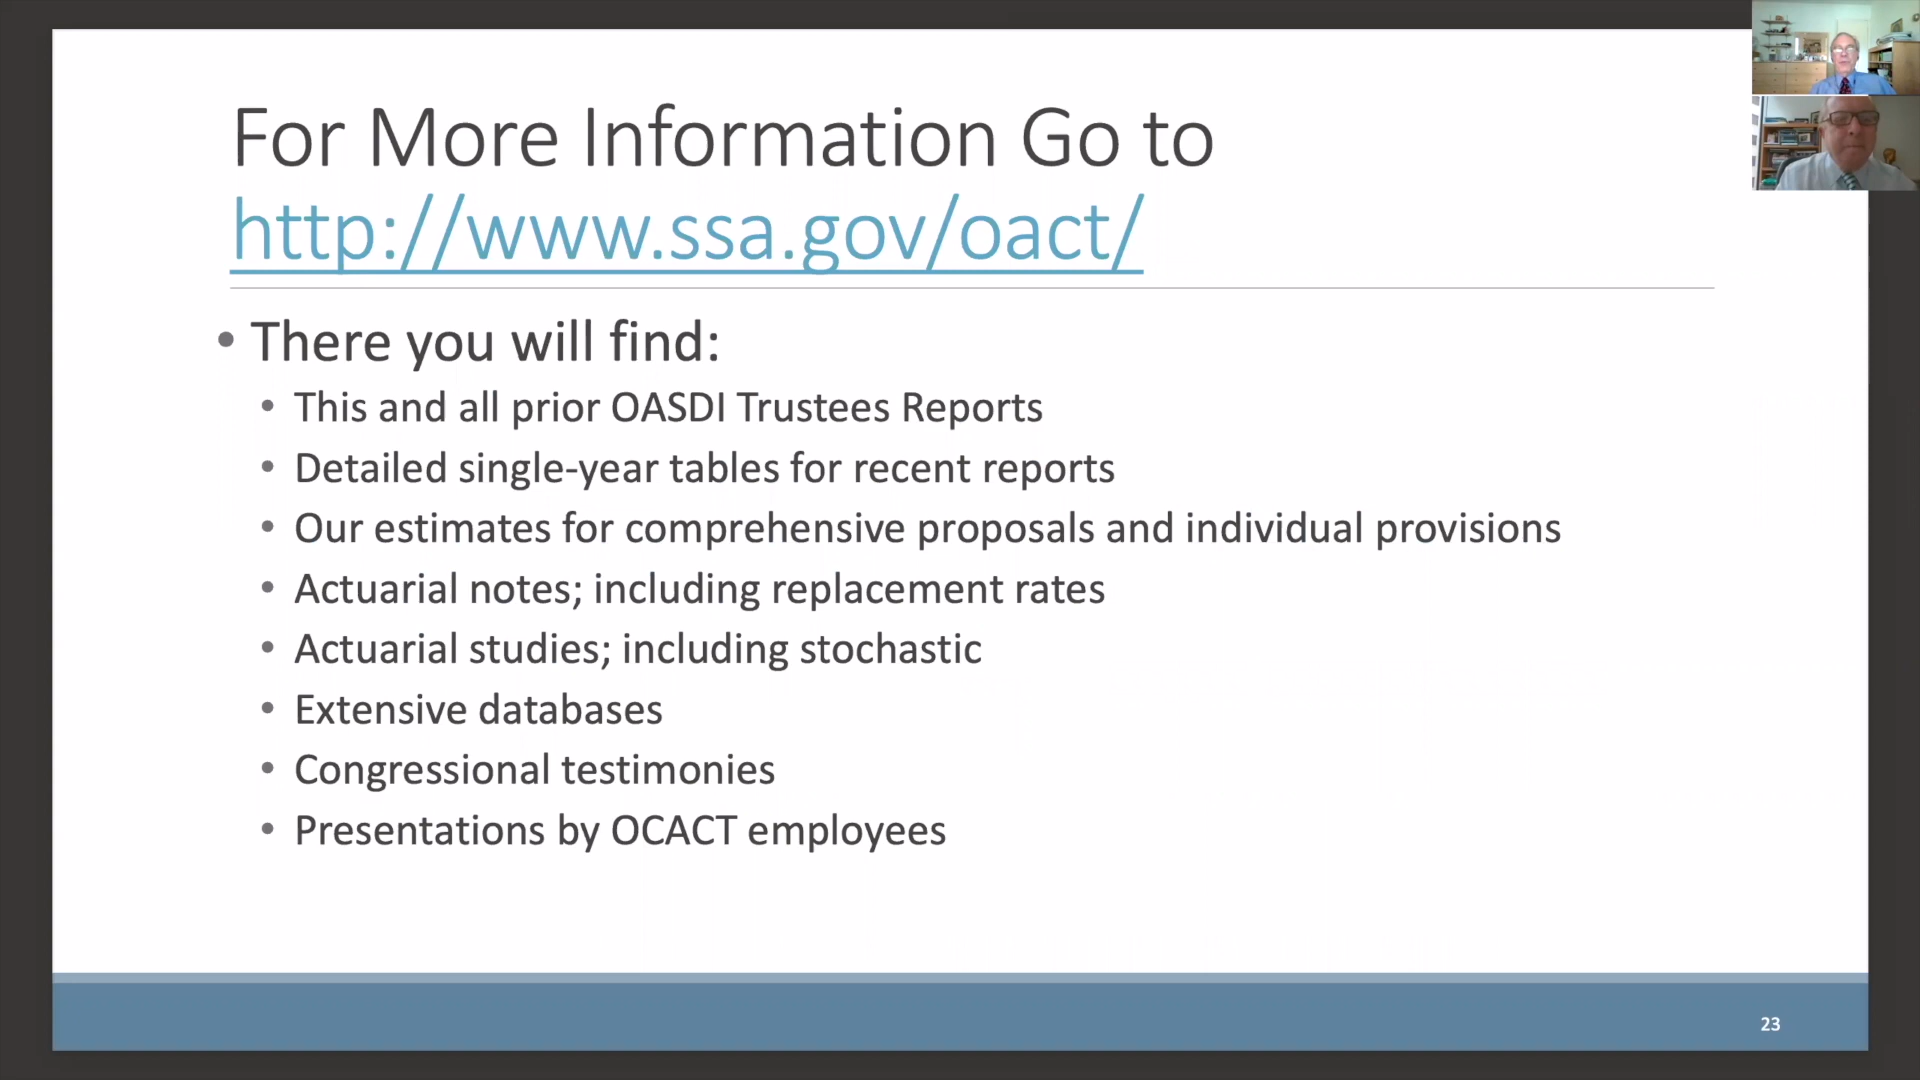 For More Information Go to
http://www.ssa.gov/oact/
• There you will find:
• This and all prior OASDI Trustees Reports
• Detailed single-year tables for recent reports
• Our estimates for comprehensive proposals and individual provisions
• Actuarial notes; including replacement rates
• Actuarial studies; including stochastic
• Extensive databases
• Congressional testimonies
• Presentations by OCACT employees
23